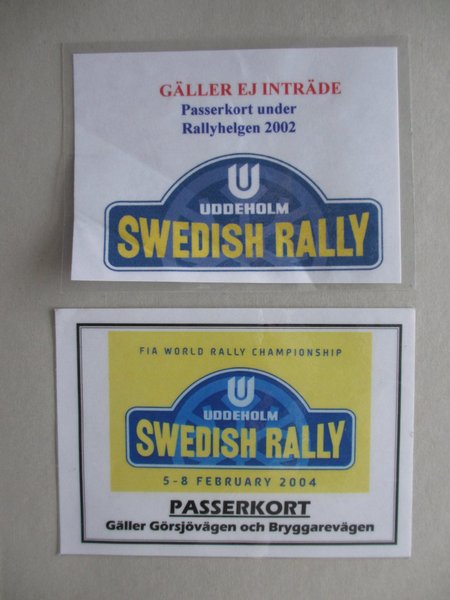 GÄLLER EJ INTRÄDE
Passerkort under
Rallyhelgen 2002
UDDEHOLM
SWEDISH RALLY
FIA WORLD RALLY CHAMPIONSHIP
UDDEHOLM
SWEDISH RALLY
5-8 FEBRUARY 2004
PASSERKORT
Gäller Görsjövägen och Bryggarevägen